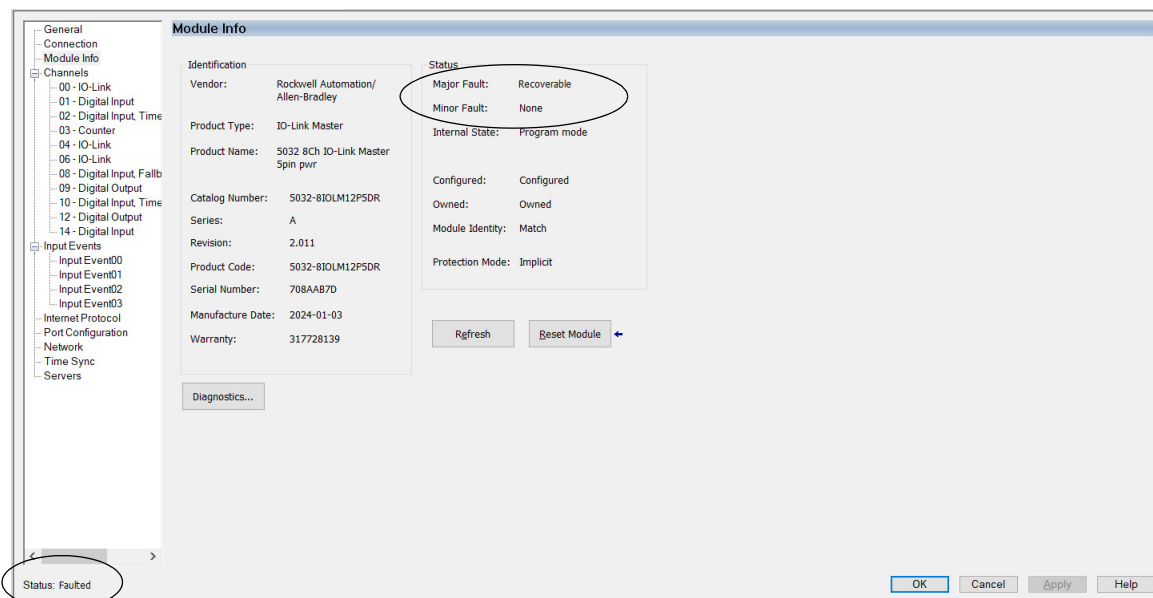 General
Connection
Module Info
Channels
00 - IO-Link
01 - Digital Input
02 - Digital Input, Time
03 - Counter
04 - IO-Link
06 - IO-Link
08 - Digital Input, Fallb
09 - Digital Output
10 - Digital Input, Time
12 - Digital Output
14 - Digital Input
Input Events
Input Event00
Input Event01
Input Event02
Input Event03
Internet Protocol
Port Configuration
Network
Time Sync
Servers
Status: Faulted
Module Info
Identification
Vendor: Rockwell Automation/
Allen-Bradley
Product Type: IO-Link Master
Product Name: 5032 8Ch IO-Link Master
5pin pwr
Catalog Number: 5032-8IOLM12P5DR
Series: A
Revision: 2.011
Product Code: 5032-8IOLM12P5DR
Serial Number: 708AAB7D
Manufacture Date: 2024-01-03
Warranty: 317728139
Diagnostics...
Status
Major Fault: Recoverable
Minor Fault: None
Internal State: Program mode
Configured: Configured
Owned: Owned
Module Identity: Match
Protection Mode: Implicit
Refresh
Reset Module
OK
Cancel
Apply
Help